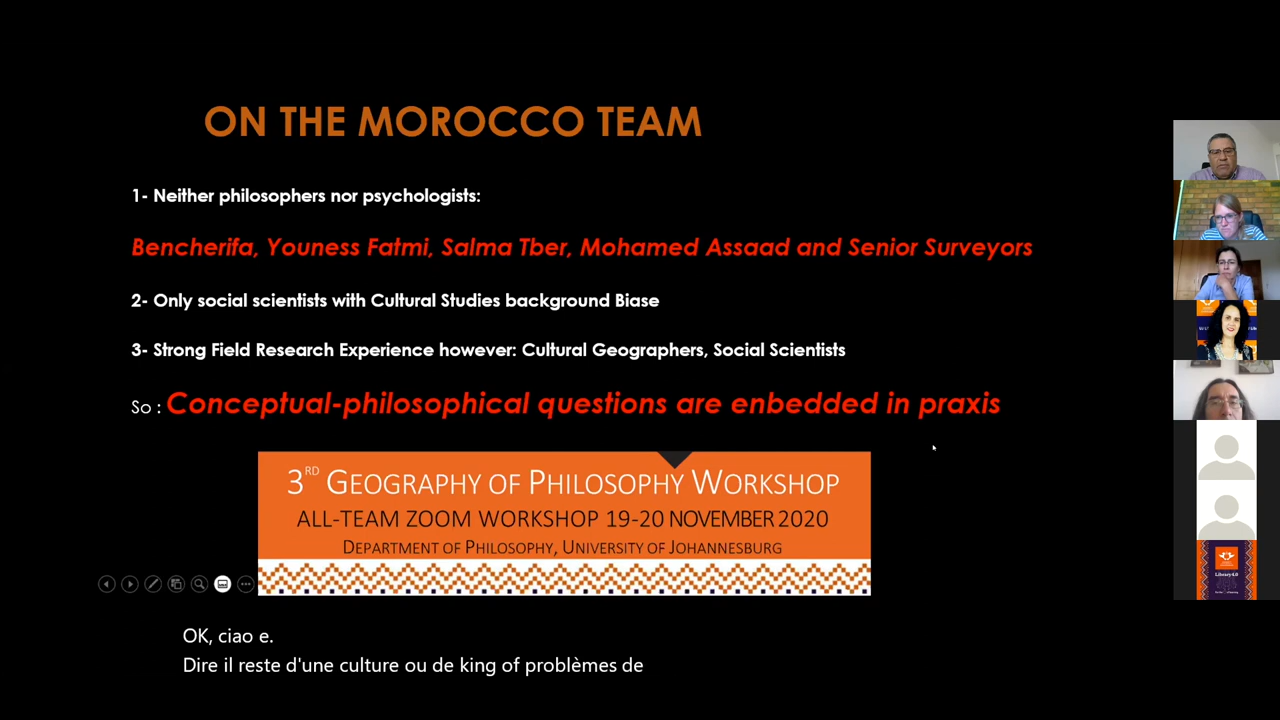 ON THE MOROCCO TEAM
1- Neither philosophers nor psychologists:
Bencherifa, Youness Fatmi, Salma Tber, Mohamed Assaad and Senior Surveyors
2- Only social scientists with Cultural Studies background Biase
3- Strong Field Research Experience however: Cultural Geographers, Social Scientists
So : Conceptual-philosophical questions are enbedded in praxis
3RD GEOGRAPHY OF PHILOSOPHY WORKSHOP
ALL-TEAM ZOOM WORKSHOP 19-20 NOVEMBER 2020
DEPARTMENT OF PHILOSOPHY, UNIVERSITY OF JOHANNESBURG
OK, ciao e.
Dire il reste d'une culture ou de king of problèmes de
Library 4.0